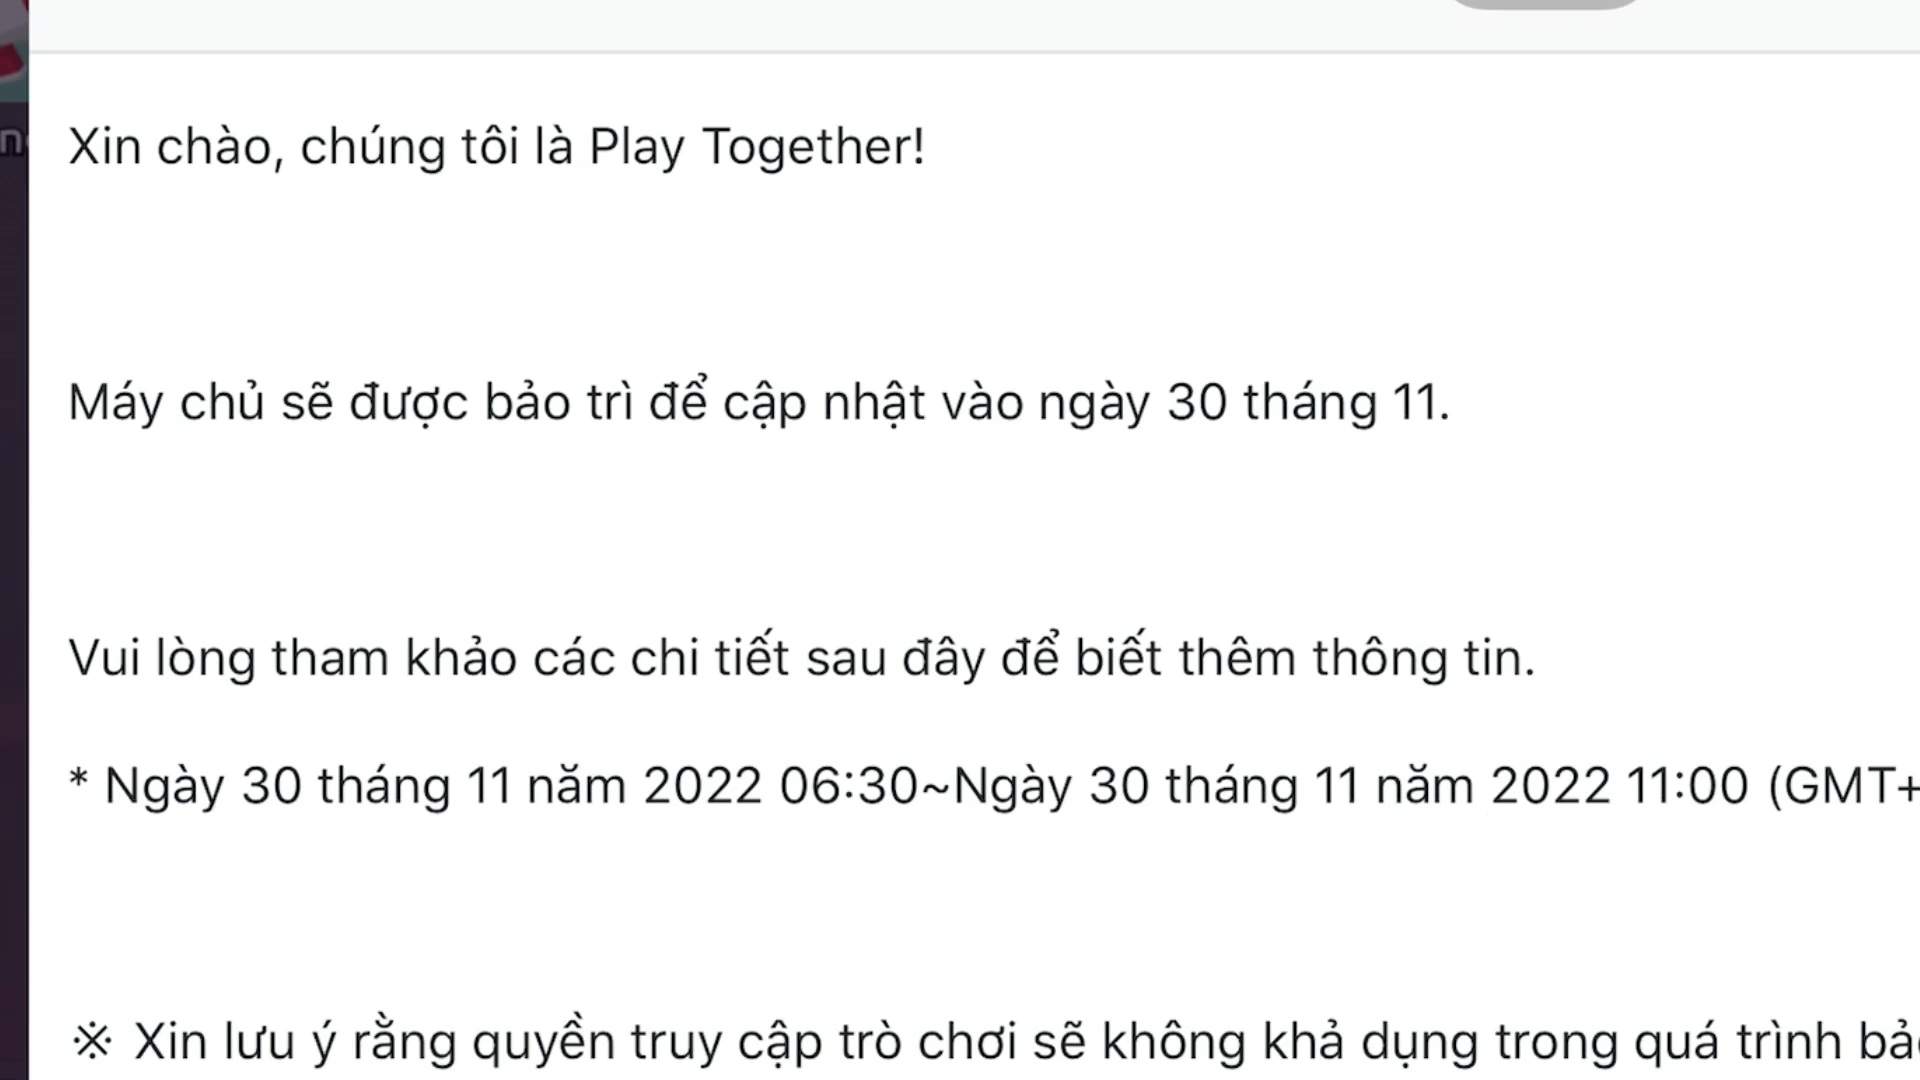 Xin chào, chúng tôi là Play Together!
Máy chủ sẽ được bảo trì để cập nhật vào ngày 30 tháng 11.
Vui lòng tham khảo các chi tiết sau đây để biết thêm thông tin.
* Ngày 30 tháng 11 năm 2022 06:30~Ngày 30 tháng 11 năm 2022 11:00 (GMT+
※ Xin lưu ý rằng quyền truy cập trò chơi sẽ không khả dụng trong quá trình